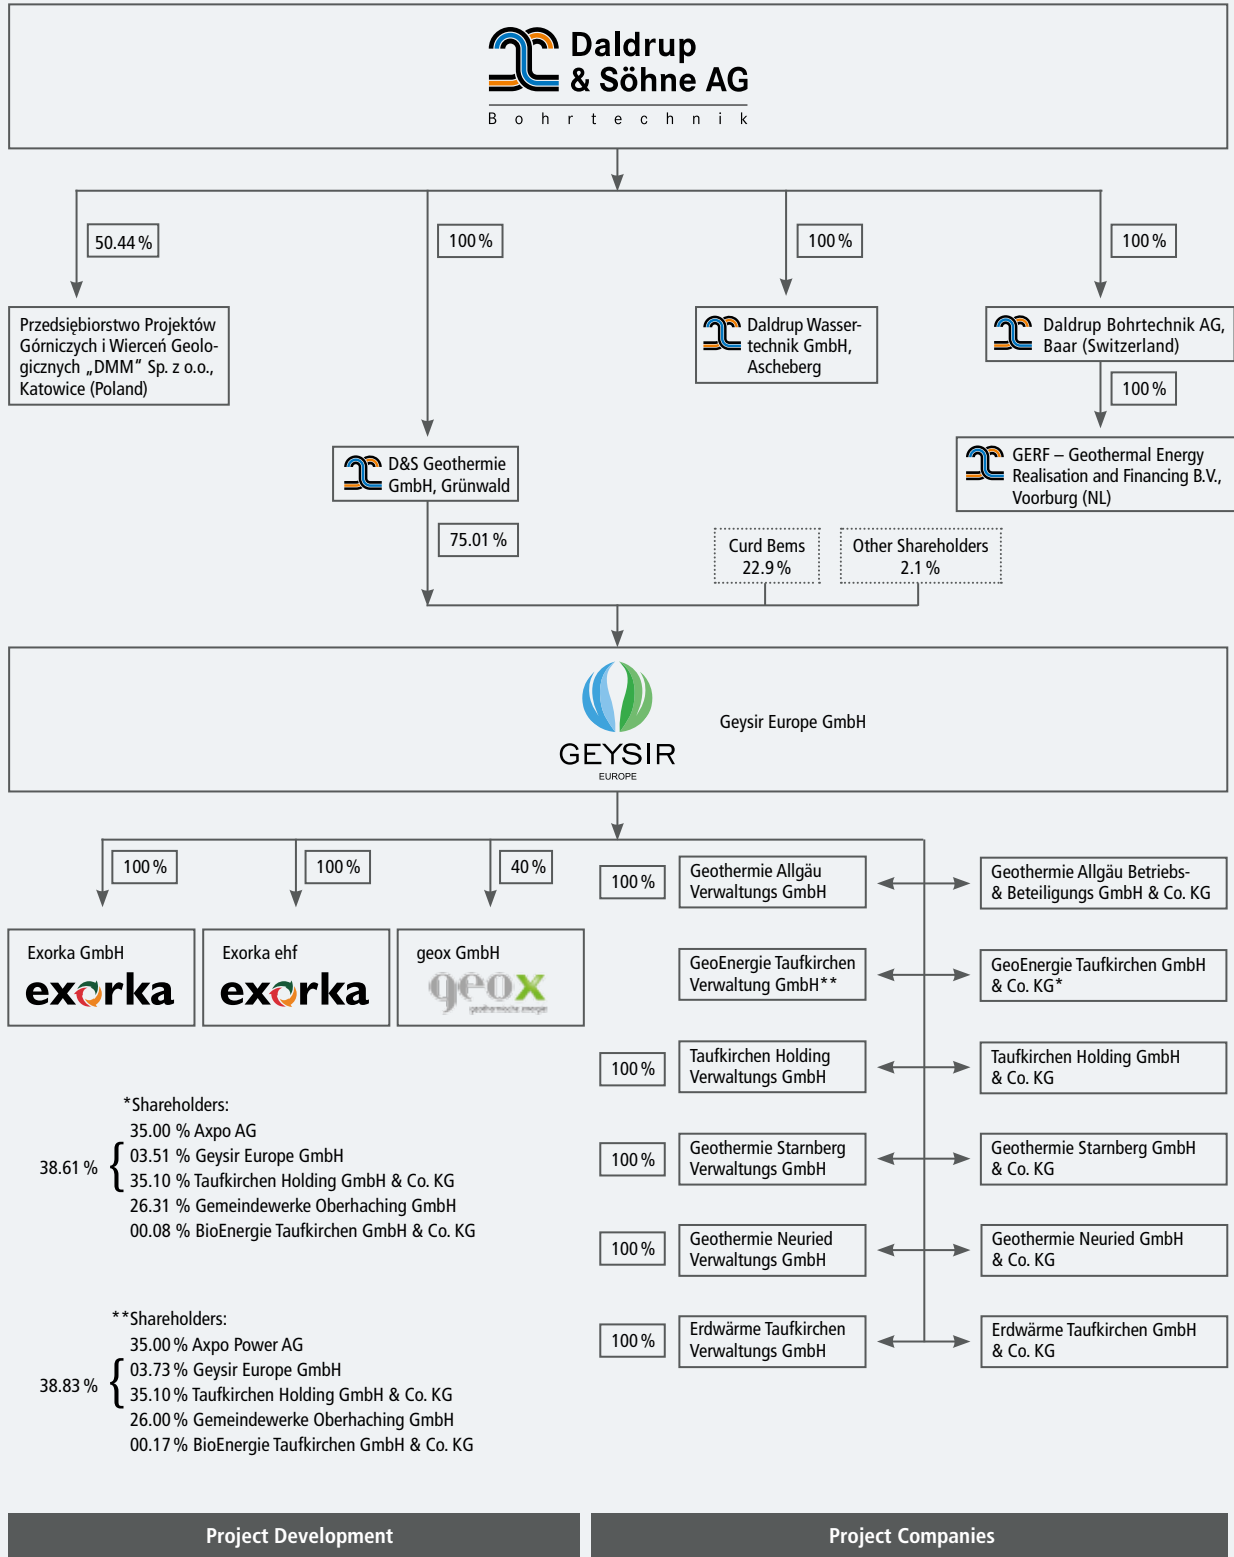 Daldrup
& Söhne AG
Bohrtechnik
50.44 %
100 %
100 %
100 %
Przedsiębiorstwo Projektów
Górniczych i Wierceń Geolo-
gicznych „DMM“ Sp. z o.o.,
Katowice (Poland)
Daldrup Wasser-
technik GmbH,
Ascheberg
Daldrup Bohrtechnik AG,
Baar (Switzerland)
100 %
D&S Geothermie
GmbH, Grünwald
GERF – Geothermal Energy
Realisation and Financing B.V.,
Voorburg (NL)
75.01 %
Curd Bems
22.9 %
Other Shareholders
2.1 %
GEYSIR
EUROPE
Geysir Europe GmbH
100 %
100 %
40 %
Exorka GmbH
exorka
Exorka ehf
exorka
geox GmbH
geox
geothermische energie
100 %
Geothermie Allgäu
Verwaltungs GmbH
Geothermie Allgäu Betriebs-
& Beteiligungs GmbH & Co. KG
GeoEnergie Taufkirchen
Verwaltung GmbH**
GeoEnergie Taufkirchen GmbH
& Co. KG*
100 %
Taufkirchen Holding
Verwaltungs GmbH
Taufkirchen Holding GmbH
& Co. KG
100 %
Geothermie Starnberg
Verwaltungs GmbH
Geothermie Starnberg GmbH
& Co. KG
100 %
Geothermie Neuried
Verwaltungs GmbH
Geothermie Neuried GmbH
& Co. KG
100 %
Erdwärme Taufkirchen
Verwaltungs GmbH
Erdwärme Taufkirchen GmbH
& Co. KG
*Shareholders:
35.00 % Axpo AG
38.61 % { 03.51 % Geysir Europe GmbH
35.10 % Taufkirchen Holding GmbH & Co. KG
26.31 % Gemeindewerke Oberhaching GmbH
00.08 % BioEnergie Taufkirchen GmbH & Co. KG
**Shareholders:
35.00 % Axpo Power AG
38.83 % { 03.73 % Geysir Europe GmbH
35.10 % Taufkirchen Holding GmbH & Co. KG
26.00 % Gemeindewerke Oberhaching GmbH
00.17 % BioEnergie Taufkirchen GmbH & Co. KG
Project Development
Project Companies